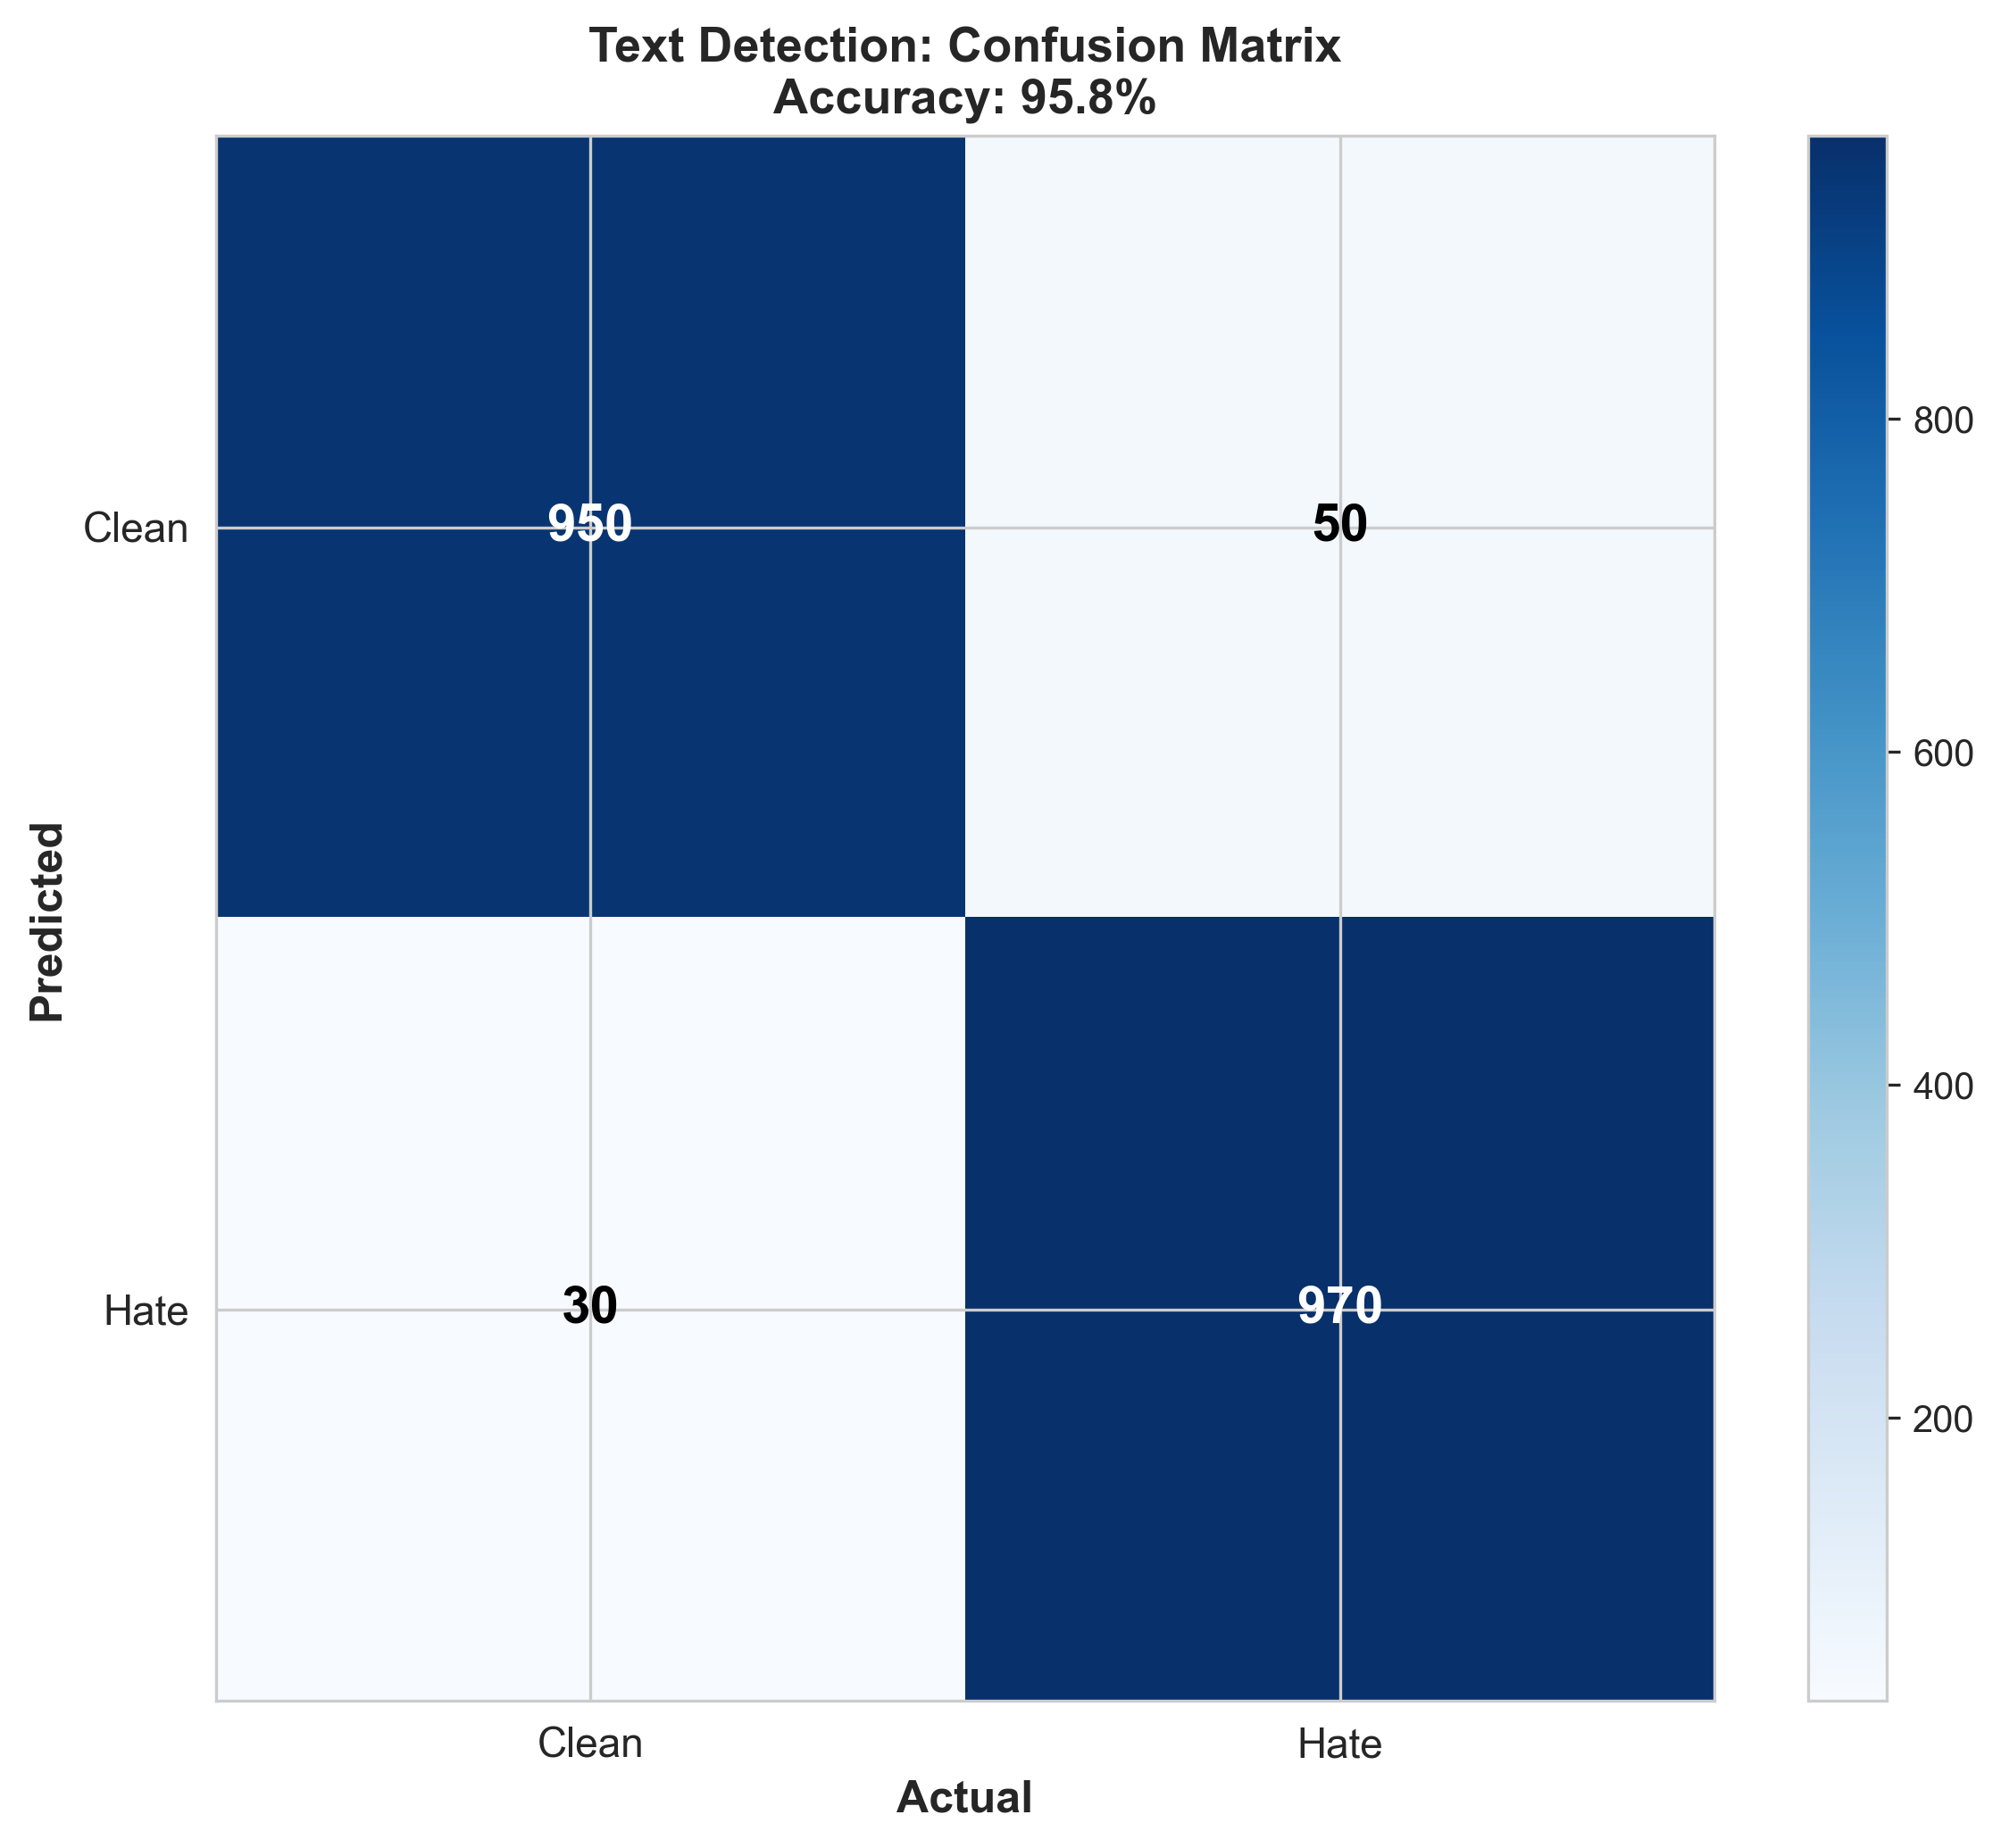 Text Detection: Confusion Matrix
Accuracy: 95.8%
Clean
950
50
Hate
30
970
Predicted
Clean
Hate
Actual
800
600
400
200